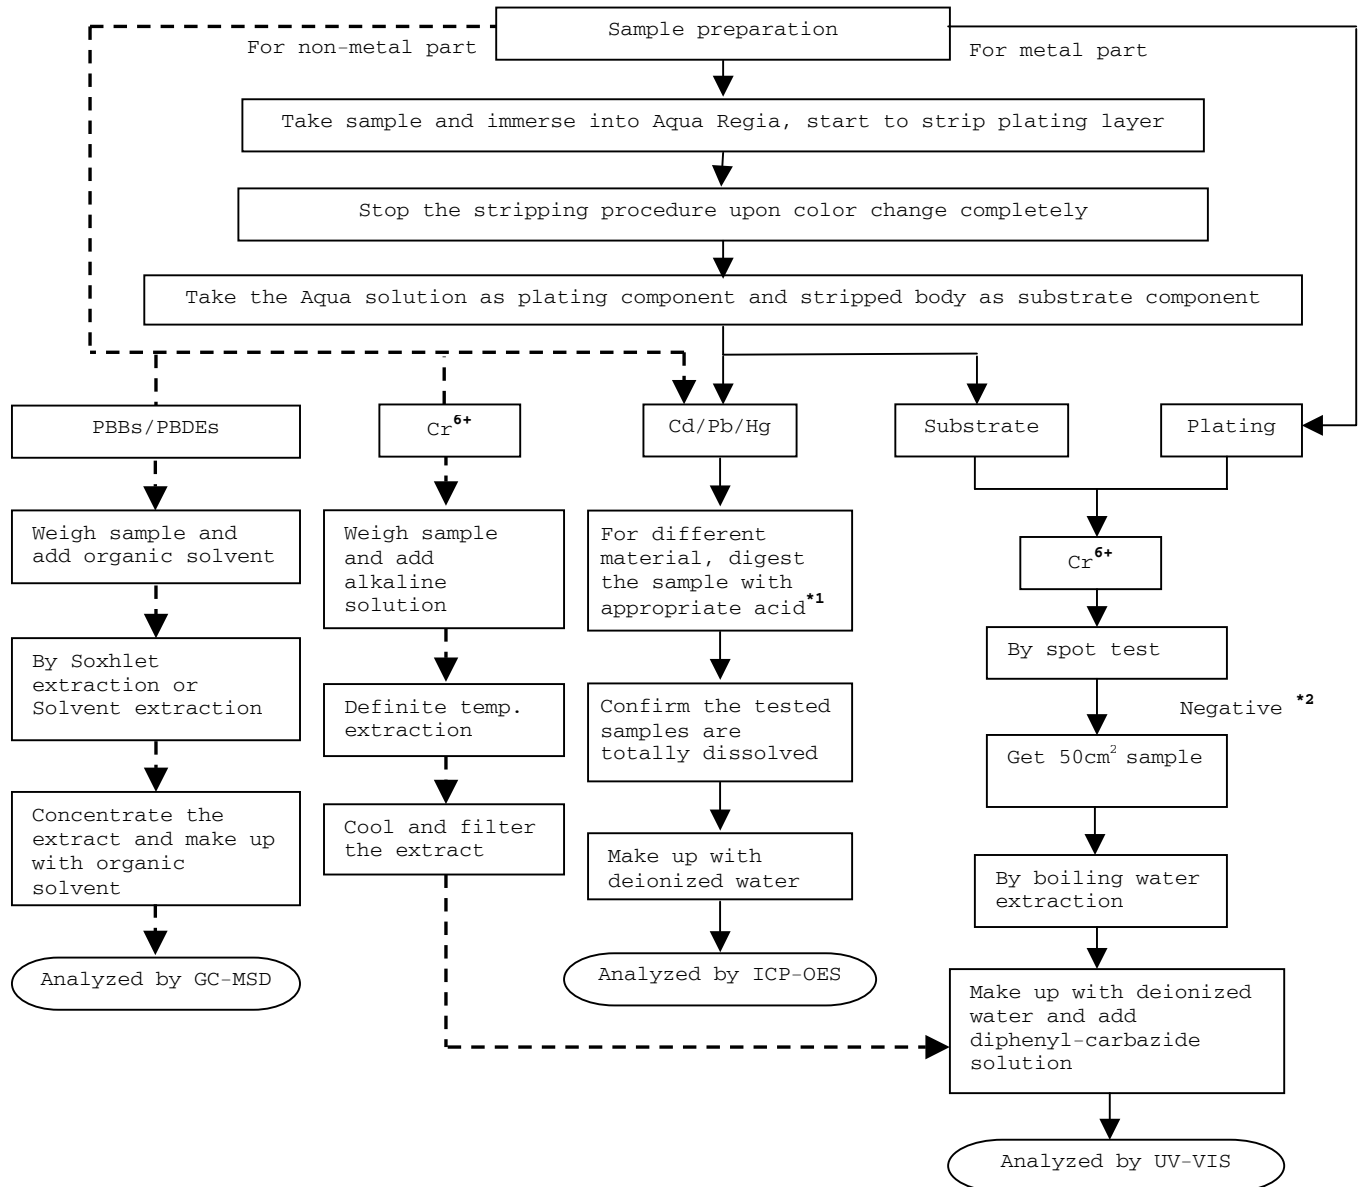 Sample preparation
For non-metal part
For metal part
Take sample and immerse into Aqua Regia, start to strip plating layer
Stop the stripping procedure upon color change completely
Take the Aqua solution as plating component and stripped body as substrate component
PBBs/PBDEs
Cr⁶⁺
Cd/Pb/Hg
Substrate
Plating
Weigh sample and
add organic solvent
Weigh sample
and add
alkaline
solution
For different
material, digest
the sample with
appropriate acid*1
Cr⁶⁺
By spot test
By Soxhlet
extraction or
Solvent extraction
Definite temp.
extraction
Confirm the tested
samples are
totally dissolved
Negative *2
Get 50cm² sample
Concentrate the
extract and make up
with organic
solvent
Cool and filter
the extract
Make up with
deionized water
By boiling water
extraction
Analyzed by GC-MSD
Analyzed by ICP-OES
Make up with deionized
water and add
diphenyl-carbazide
solution
Analyzed by UV-VIS